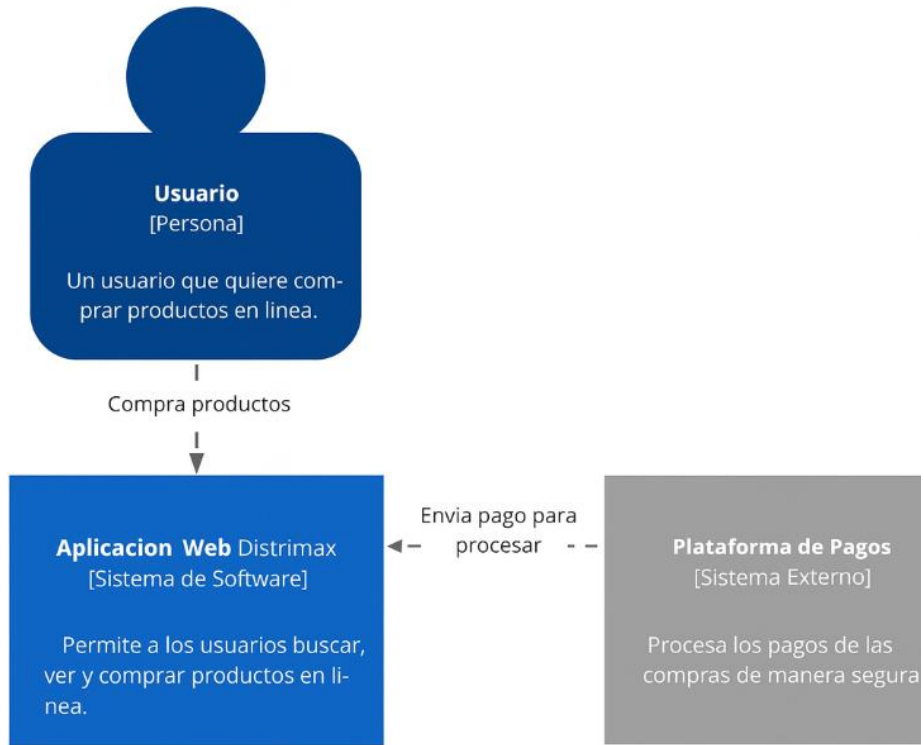 Usuario
[Persona]
Un usuario que quiere com-
prar productos en linea.
Compra productos
Aplicacion Web Distrimax
[Sistema de Software]
Permite a los usuarios buscar,
ver y comprar productos en li-
nea.
Envia pago para
procesar
Plataforma de Pagos
[Sistema Externo]
Procesa los pagos de las
compras de manera segura